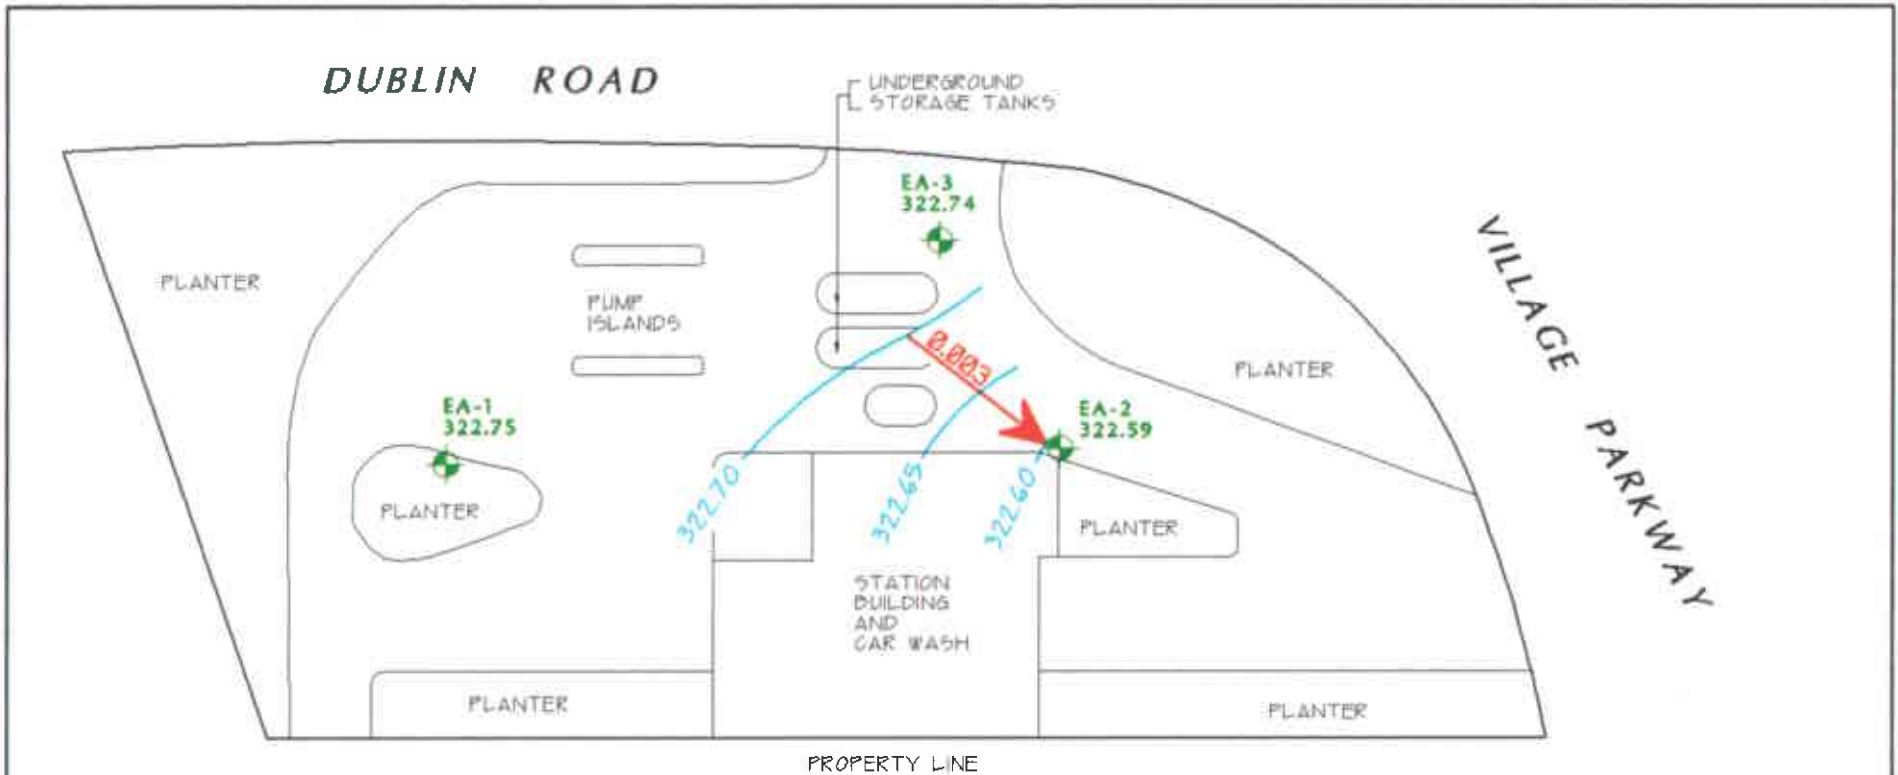 DUBLIN ROAD
UNDERGROUND
STORAGE TANKS
EA-3
322.74
VILLAGE PARKWAY
PLANTER
PUMP
ISLANDS
0.003
PLANTER
EA-1
322.75
EA-2
322.59
PLANTER
322.70
322.65
322.60
PLANTER
STATION
BUILDING
AND
CAR WASH
PLANTER
PLANTER
PROPERTY LINE